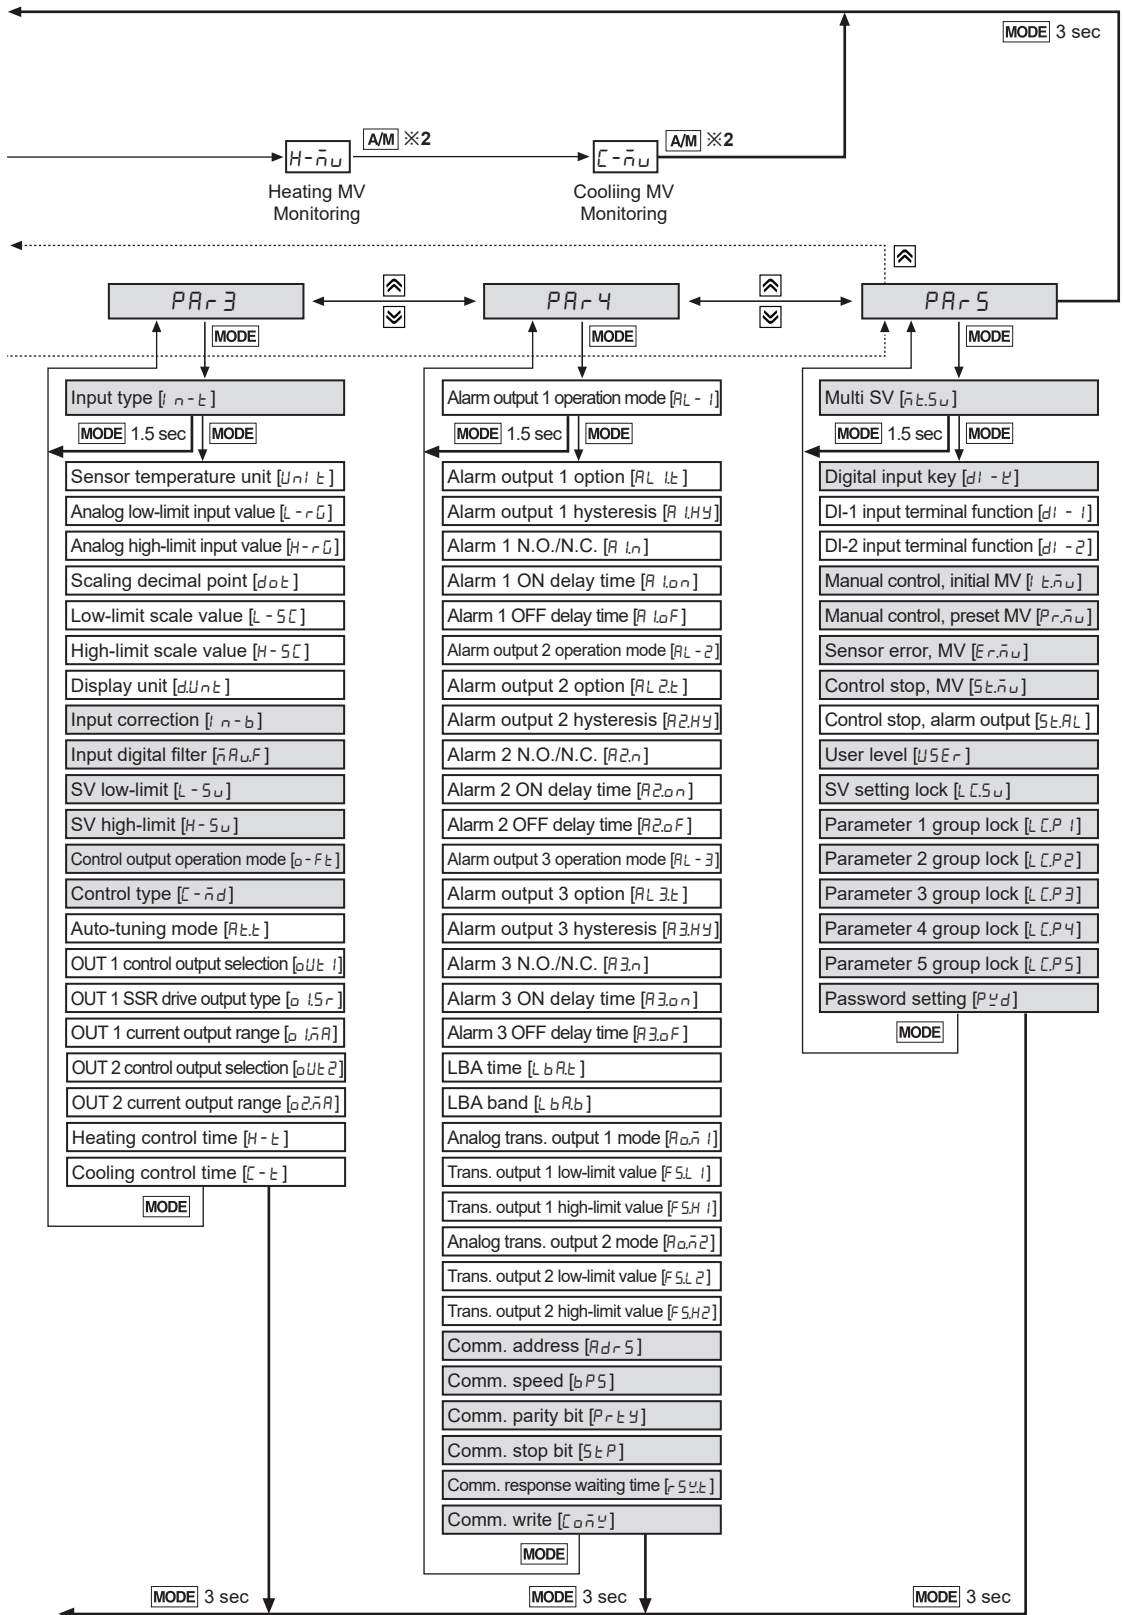 MODE 3 sec
A/M ※2
A/M ※2
H-mv
C-mv
Heating MV
Monitoring
Cooliing MV
Monitoring
PAr3
PAr4
PAr5
MODE
MODE
MODE
Input type [In-t]
MODE 1.5 sec MODE
Sensor temperature unit [UnIt]
Analog low-limit input value [L-rG]
Analog high-limit input value [H-rG]
Scaling decimal point [dot]
Low-limit scale value [L-SC]
High-limit scale value [H-SC]
Display unit [d.Unt]
Input correction [In-b]
Input digital filter [mAv.F]
SV low-limit [L-Sv]
SV high-limit [H-Sv]
Control output operation mode [o-Ft]
Control type [C-md]
Auto-tuning mode [At.t]
OUT 1 control output selection [oUt1]
OUT 1 SSR drive output type [o1.Sr]
OUT 1 current output range [o1.mA]
OUT 2 control output selection [oUt2]
OUT 2 current output range [o2.mA]
Heating control time [H-t]
Cooling control time [C-t]
MODE
MODE 3 sec
Alarm output 1 operation mode [AL-1]
MODE 1.5 sec MODE
Alarm output 1 option [AL1.t]
Alarm output 1 hysteresis [A1.HY]
Alarm 1 N.O./N.C. [A1.n]
Alarm 1 ON delay time [A1.on]
Alarm 1 OFF delay time [A1.oF]
Alarm output 2 operation mode [AL-2]
Alarm output 2 option [AL2.t]
Alarm output 2 hysteresis [A2.HY]
Alarm 2 N.O./N.C. [A2.n]
Alarm 2 ON delay time [A2.on]
Alarm 2 OFF delay time [A2.oF]
Alarm output 3 operation mode [AL-3]
Alarm output 3 option [AL3.t]
Alarm output 3 hysteresis [A3.HY]
Alarm 3 N.O./N.C. [A3.n]
Alarm 3 ON delay time [A3.on]
Alarm 3 OFF delay time [A3.oF]
LBA time [LbA.t]
LBA band [LbA.b]
Analog trans. output 1 mode [Ao.m1]
Trans. output 1 low-limit value [FS.L1]
Trans. output 1 high-limit value [FS.H1]
Analog trans. output 2 mode [Ao.m2]
Trans. output 2 low-limit value [FS.L2]
Trans. output 2 high-limit value [FS.H2]
Comm. address [AdrS]
Comm. speed [bPS]
Comm. parity bit [PrtY]
Comm. stop bit [StP]
Comm. response waiting time [rSW.t]
Comm. write [ComW]
MODE
MODE 3 sec
Multi SV [mt.Sv]
MODE 1.5 sec MODE
Digital input key [dI-K]
DI-1 input terminal function [dI-1]
DI-2 input terminal function [dI-2]
Manual control, initial MV [It.mv]
Manual control, preset MV [Pr.mv]
Sensor error, MV [Er.mv]
Control stop, MV [St.mv]
Control stop, alarm output [St.AL]
User level [USEr]
SV setting lock [LC.Sv]
Parameter 1 group lock [LC.P1]
Parameter 2 group lock [LC.P2]
Parameter 3 group lock [LC.P3]
Parameter 4 group lock [LC.P4]
Parameter 5 group lock [LC.P5]
Password setting [PWd]
MODE
MODE 3 sec